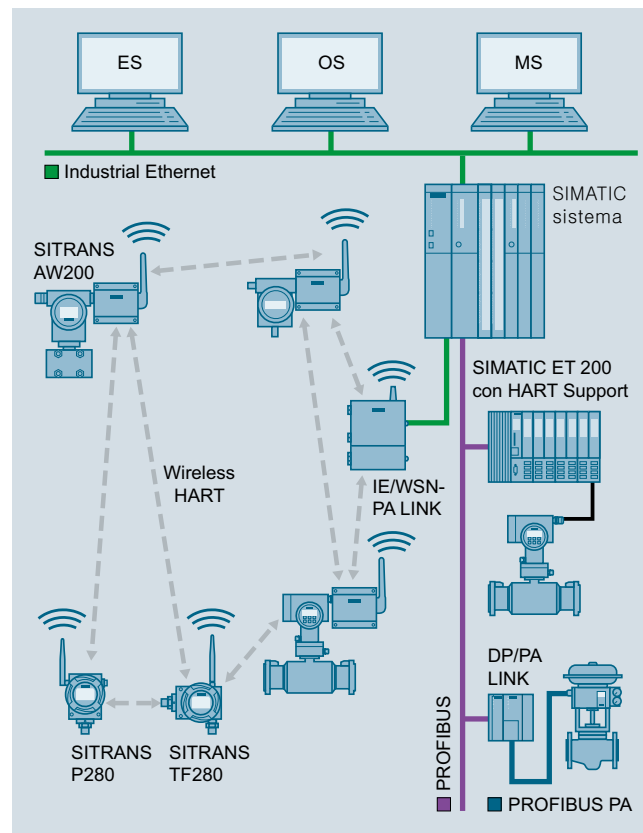 ES
OS
MS
Industrial Ethernet
SIMATIC
sistema
SITRANS
AW200
SIMATIC ET 200
con HART Support
Wireless
HART
IE/WSN-
PA LINK
DP/PA
LINK
SITRANS
P280
SITRANS
TF280
PROFIBUS
PROFIBUS PA